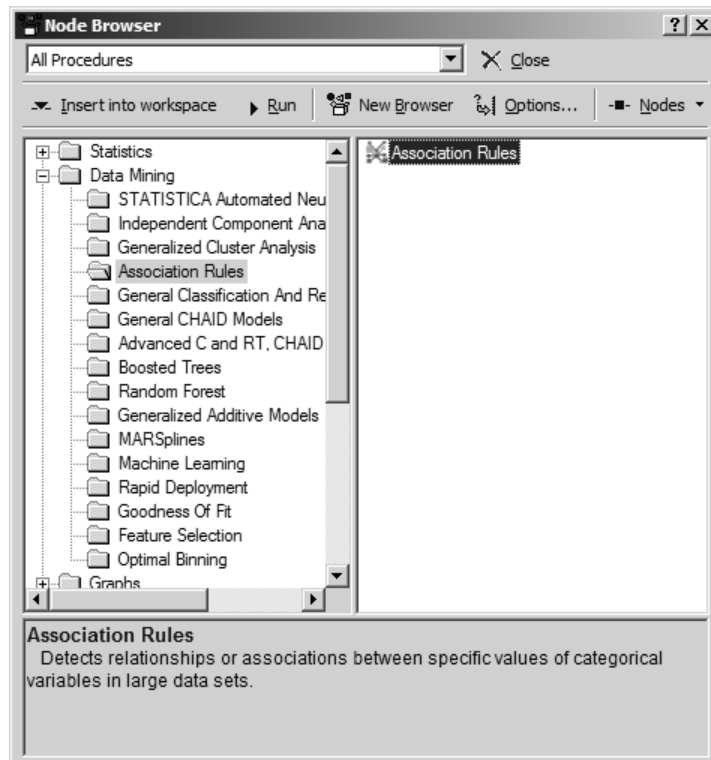 Node Browser
All Procedures
Close
Insert into workspace Run New Browser Options... Nodes
Statistics
Data Mining
STATISTICA Automated Neu
Independent Component Ana
Generalized Cluster Analysis
Association Rules
General Classification And Re
General CHAID Models
Advanced C and RT, CHAID
Boosted Trees
Random Forest
Generalized Additive Models
MARSplines
Machine Learning
Rapid Deployment
Goodness Of Fit
Feature Selection
Optimal Binning
Graphs
Association Rules
Association Rules
Detects relationships or associations between specific values of categorical
variables in large data sets.